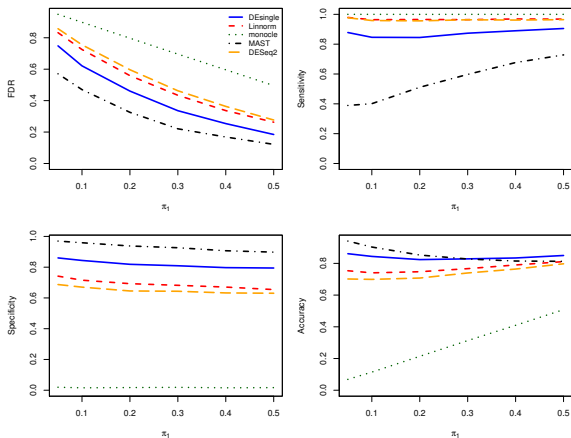 FDR
0.0 0.2 0.4 0.6 0.8
DEsingle
Linnorm
monocle
MAST
DESeq2
0.1 0.2 0.3 0.4 0.5
π1
Sensitivity
0.0 0.2 0.4 0.6 0.8 1.0
0.1 0.2 0.3 0.4 0.5
π1
Specificity
0.0 0.2 0.4 0.6 0.8 1.0
0.1 0.2 0.3 0.4 0.5
π1
Accuracy
0.0 0.2 0.4 0.6 0.8
0.1 0.2 0.3 0.4 0.5
π1